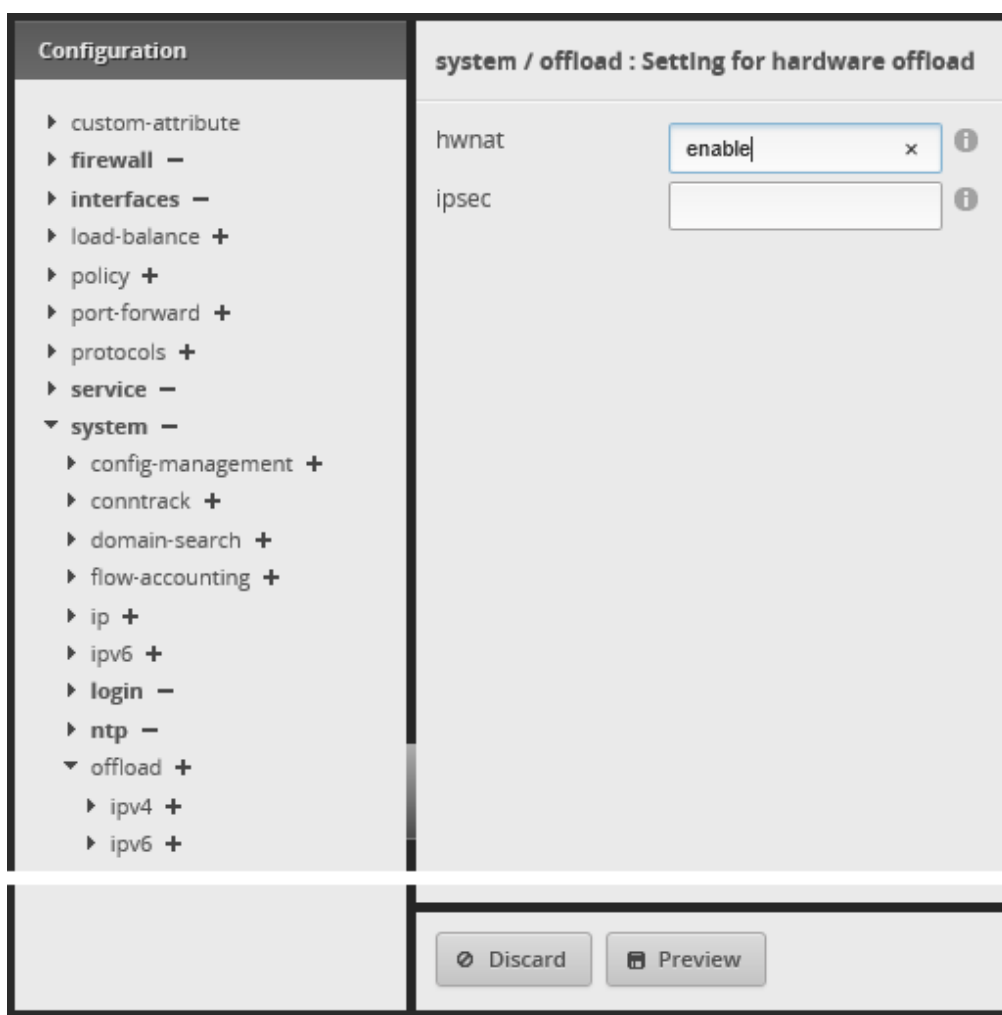 Configuration
custom-attribute
firewall −
interfaces −
load-balance +
policy +
port-forward +
protocols +
service −
system −
config-management +
conntrack +
domain-search +
flow-accounting +
ip +
ipv6 +
login −
ntp −
offload +
ipv4 +
ipv6 +
system / offload : Setting for hardware offload
hwnat enable ×
ipsec
Discard Preview